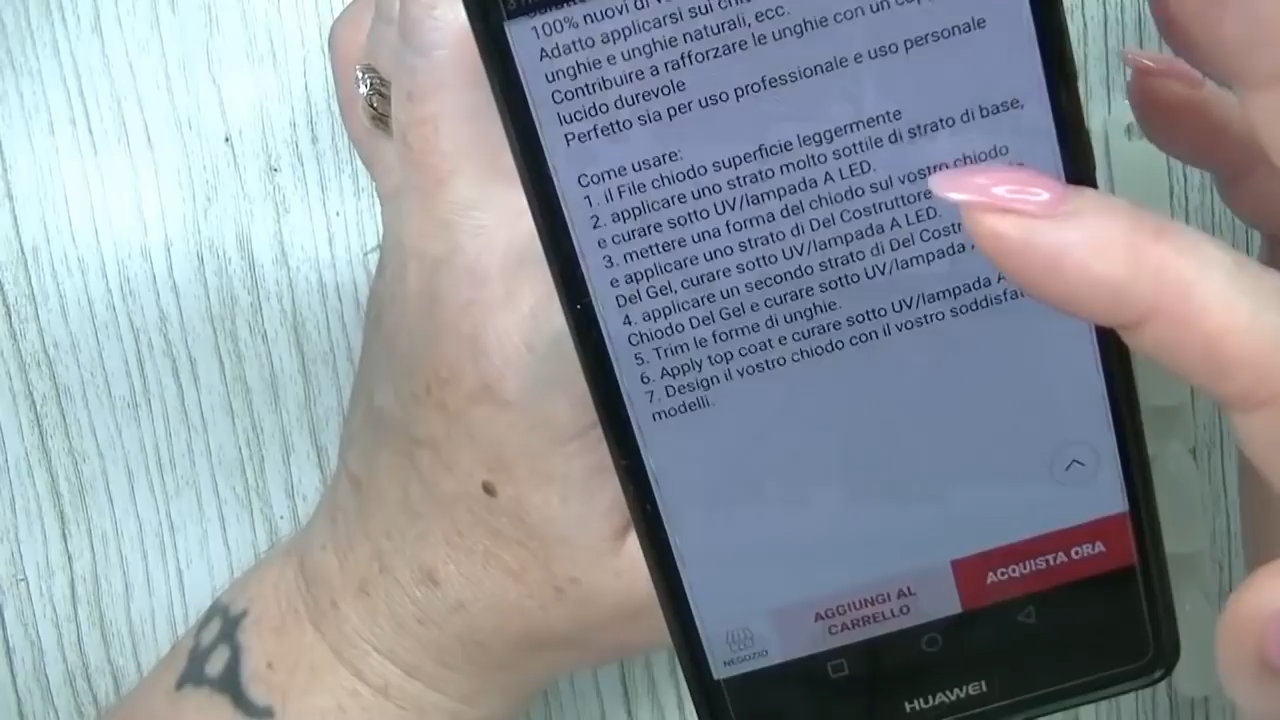 100% nuovi di
Adatto applicarsi sui
unghie e unghie naturali, ecc.
Contribuire a rafforzare le unghie con un
lucido durevole
Perfetto sia per uso professionale e uso personale
Come usare:
1. il File chiodo superficie leggermente
2. applicare uno strato molto sottile di strato di base,
e curare sotto UV/lampada A LED.
3. mettere una forma del chiodo sul vostro chiodo
e applicare uno strato di Del Costruttore
Del Gel, curare sotto UV/lampada A LED.
4. applicare un secondo strato di Del
Chiodo Del Gel e curare sotto UV/lampada
5. Trim le forme di unghie.
6. Apply top coat e curare sotto UV/lampada A
7. Design il vostro chiodo con il vostro
modelli.
NEGOZIO
AGGIUNGI AL
CARRELLO
ACQUISTA ORA
HUAWEI